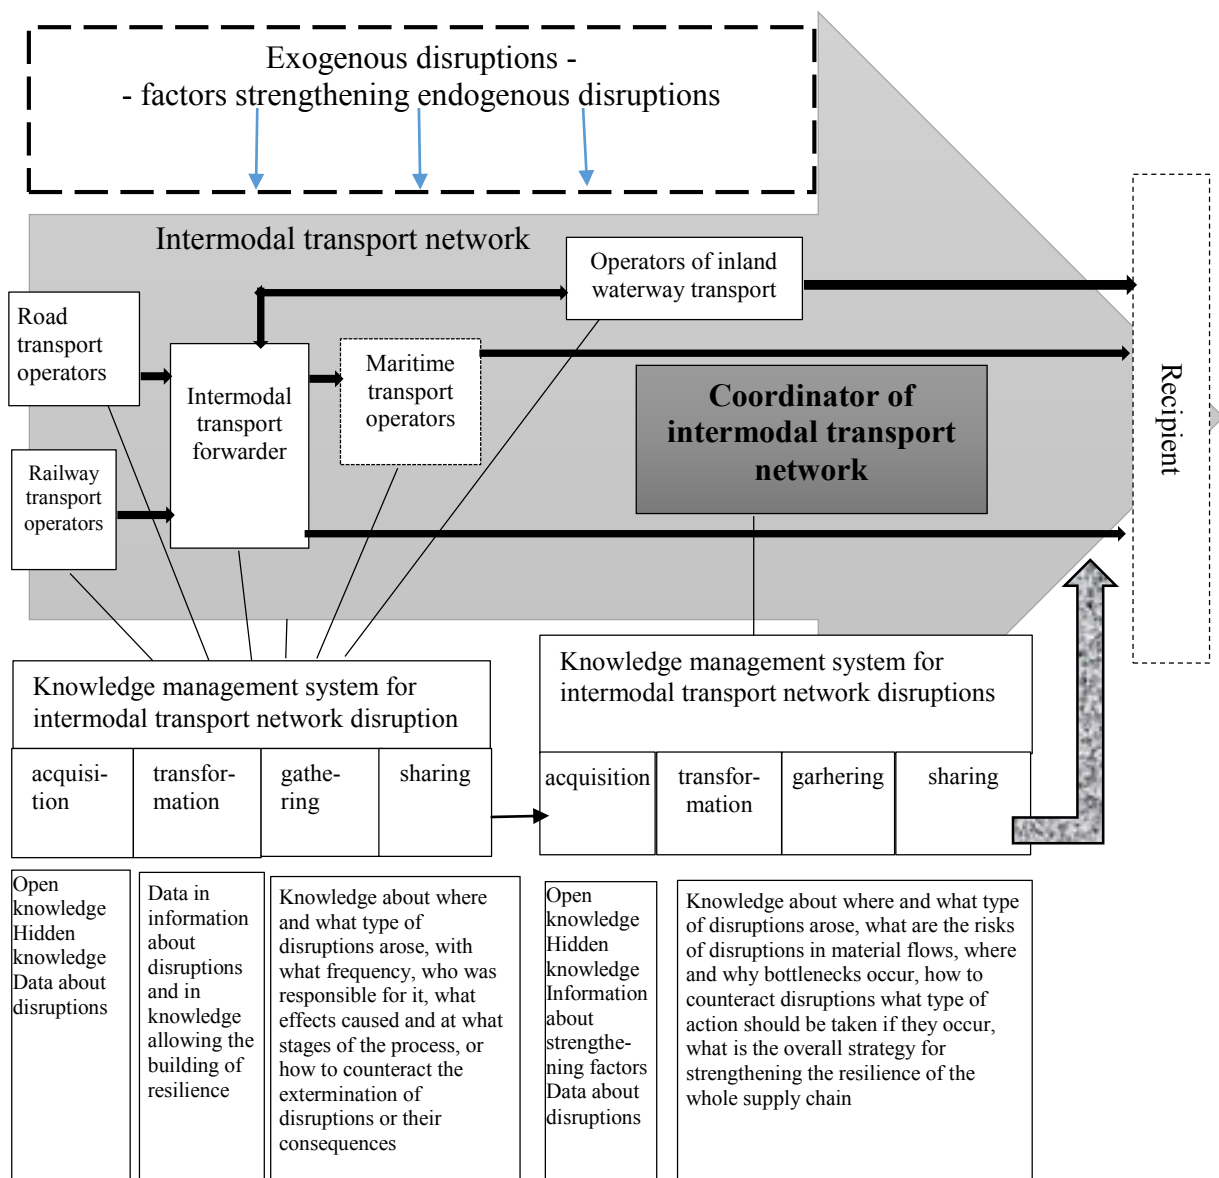 Exogenous disruptions -
- factors strengthening endogenous disruptions
Intermodal transport network
Operators of inland
waterway transport
Road
transport
operators
Intermodal
transport
forwarder
Maritime
transport
operators
Railway
transport
operators
Coordinator of
intermodal transport
network
Recipient
Knowledge management system for
intermodal transport network disruption
acquisi-
tion
transfor-
mation
gathe-
ring
sharing
Knowledge management system for
intermodal transport network disruptions
acquisition
transfor-
mation
garhering
sharing
Open
knowledge
Hidden
knowledge
Data about
disruptions
Data in
information
about
disruptions
and in
knowledge
allowing the
building of
resilience
Knowledge about where
and what type of
disruptions arose, with
what frequency, who was
responsible for it, what
effects caused and at what
stages of the process, or
how to counteract the
extermination of
disruptions or their
consequences
Open
knowledge
Hidden
knowledge
Information
about
strengthe-
ning factors
Data about
disruptions
Knowledge about where and what type
of disruptions arose, what are the risks
of disruptions in material flows, where
and why bottlenecks occur, how to
counteract disruptions what type of
action should be taken if they occur,
what is the overall strategy for
strengthening the resilience of the
whole supply chain